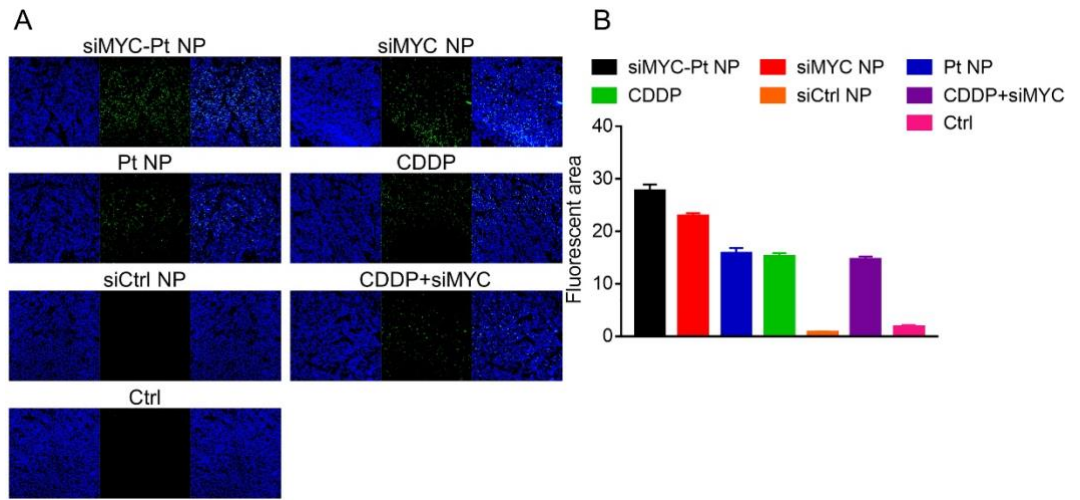 A
siMYC-Pt NP
siMYC NP
Pt NP
CDDP
siCtrl NP
CDDP+siMYC
Ctrl
B
siMYC-Pt NP
siMYC NP
Pt NP
CDDP
siCtrl NP
CDDP+siMYC
Ctrl
Fluorescent area
40
30
20
10
0